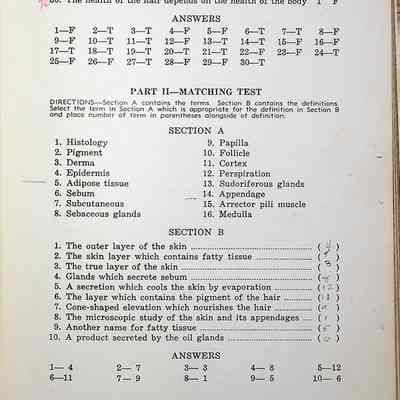 30. The health of the hair depends on the health of the body T F
ANSWERS
1—F 2—T 3—T 4—F 5—F 6—T 7—T 8—F
9—F 10—T 11—T 12—F 13—T 14—F 15—F 16—F
17—T 18—T 19—T 20—T 21—T 22—F 23—F 24—T
25—F 26—F 27—F 28—F 29—F 30—T
PART II—MATCHING TEST
DIRECTIONS—Section A contains the terms. Section B contains the definitions.
Select the term in Section A which is appropriate for the definition in Section B
and place number of term in parentheses alongside of definition.
SECTION A
1. Histology 9. Papilla
2. Pigment 10. Follicle
3. Derma 11. Cortex
4. Epidermis 12. Perspiration
5. Adipose tissue 13. Sudoriferous glands
6. Sebum 14. Appendage
7. Subcutaneous 15. Arrector pili muscle
8. Sebaceous glands 16. Medulla
SECTION B
1. The outer layer of the skin ( 4 )
2. The skin layer which contains fatty tissue ( )
3. The true layer of the skin ( 3 )
4. Glands which secrete sebum ( 8 )
5. A secretion which cools the skin by evaporation ( 12 )
6. The layer which contains the pigment of the hair ( )
7. Cone-shaped elevation which nourishes the hair ( 9 )
8. The microscopic study of the skin and its appendages ( 1 )
9. Another name for fatty tissue ( 5 )
10. A product secreted by the oil glands ( )
ANSWERS
1— 4 2— 7 3— 3 4— 8 5—12
6—11 7— 9 8— 1 9— 5 10— 6